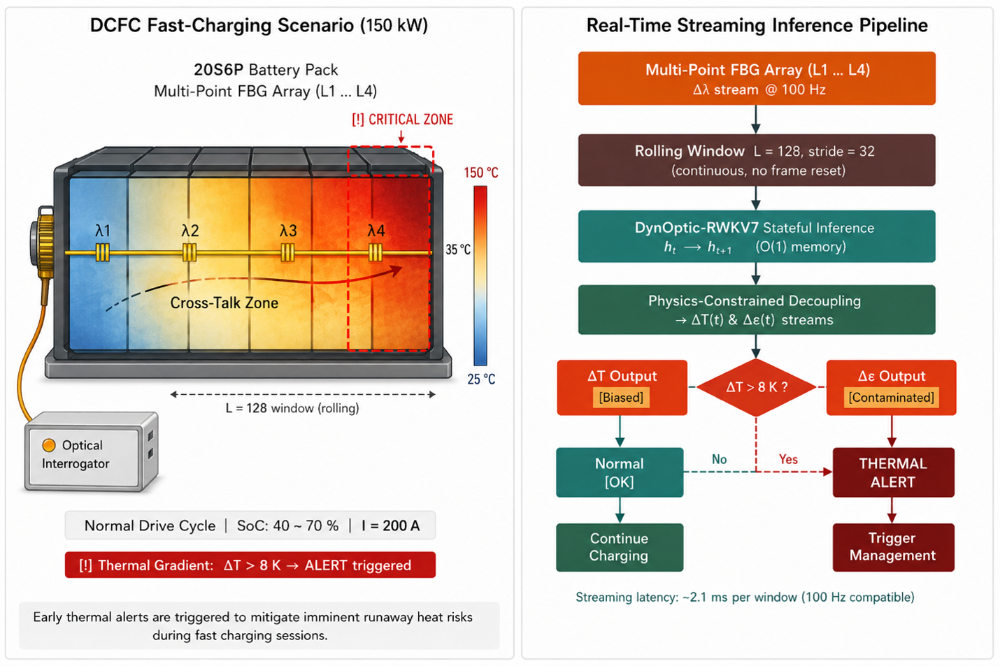 DCFC Fast-Charging Scenario (150 kW)
20S6P Battery Pack
Multi-Point FBG Array (L1 ... L4)
[!] CRITICAL ZONE
150 °C
λ1
λ2
λ3
λ4
35 °C
Cross-Talk Zone
25 °C
L = 128 window (rolling)
Optical
Interrogator
Normal Drive Cycle | SoC: 40 ~ 70 % | I = 200 A
[!] Thermal Gradient: ΔT > 8 K → ALERT triggered
Early thermal alerts are triggered to mitigate imminent runaway heat risks
during fast charging sessions.
Real-Time Streaming Inference Pipeline
Multi-Point FBG Array (L1 ... L4)
Δλ stream @ 100 Hz
Rolling Window L = 128, stride = 32
(continuous, no frame reset)
DynOptic-RWKV7 Stateful Inference
h_t → h_{t+1} (O(1) memory)
Physics-Constrained Decoupling
→ ΔT(t) & Δε(t) streams
ΔT Output
[Biased]
ΔT > 8 K ?
Δε Output
[Contaminated]
Normal
[OK]
No
Yes
THERMAL
ALERT
Continue
Charging
Trigger
Management
Streaming latency: ~2.1 ms per window (100 Hz compatible)